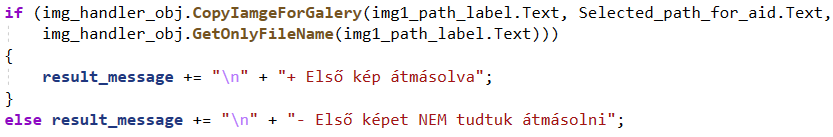 if (img_handler_obj.CopyIamgeForGalery(img1_path_label.Text, Selected_path_for_aid.Text,
img_handler_obj.GetOnlyFileName(img1_path_label.Text)))
{
result_message += "\n" + "+ Első kép átmásolva";
}
else result_message += "\n" + "- Első képet NEM tudtuk átmásolni";